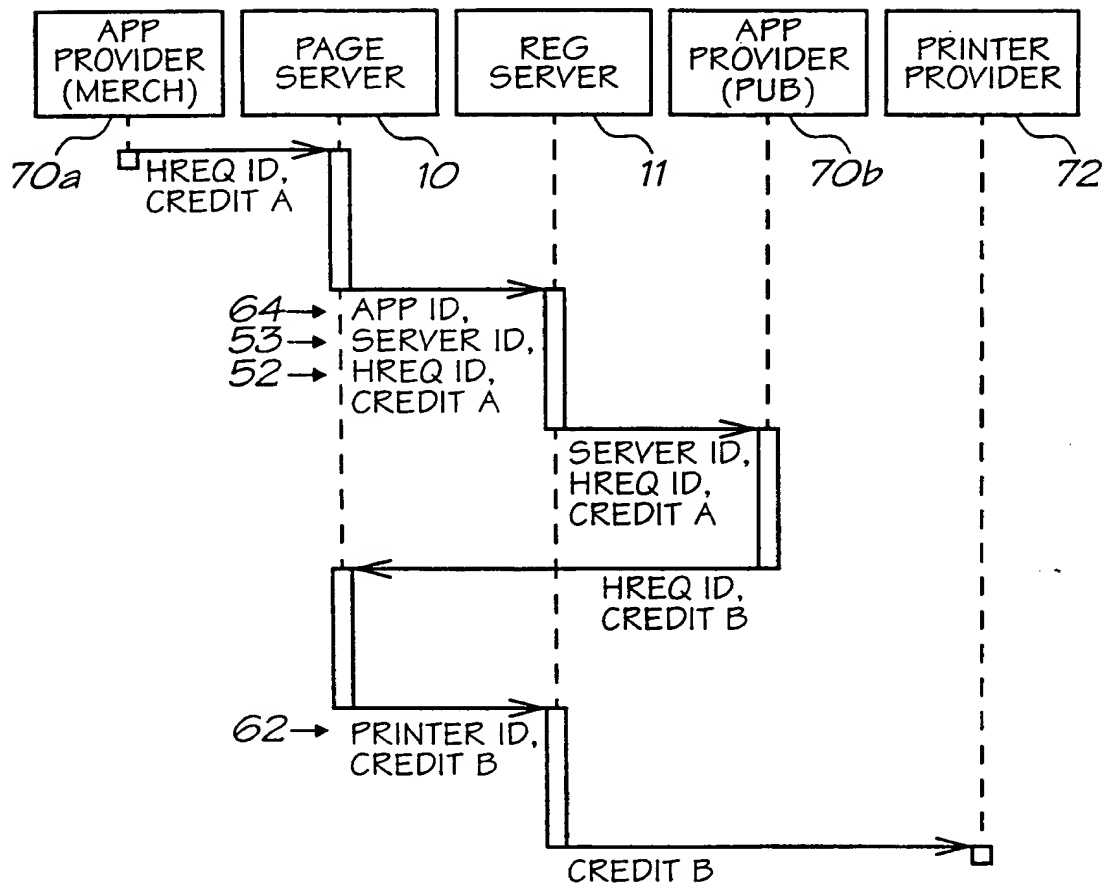 APP
PROVIDER
(MERCH)
PAGE
SERVER
REG
SERVER
APP
PROVIDER
(PUB)
PRINTER
PROVIDER
70a
10
11
70b
72
HREQ ID,
CREDIT A
64
APP ID,
53
SERVER ID,
52
HREQ ID,
CREDIT A
SERVER ID,
HREQ ID,
CREDIT A
HREQ ID,
CREDIT B
62
PRINTER ID,
CREDIT B
CREDIT B